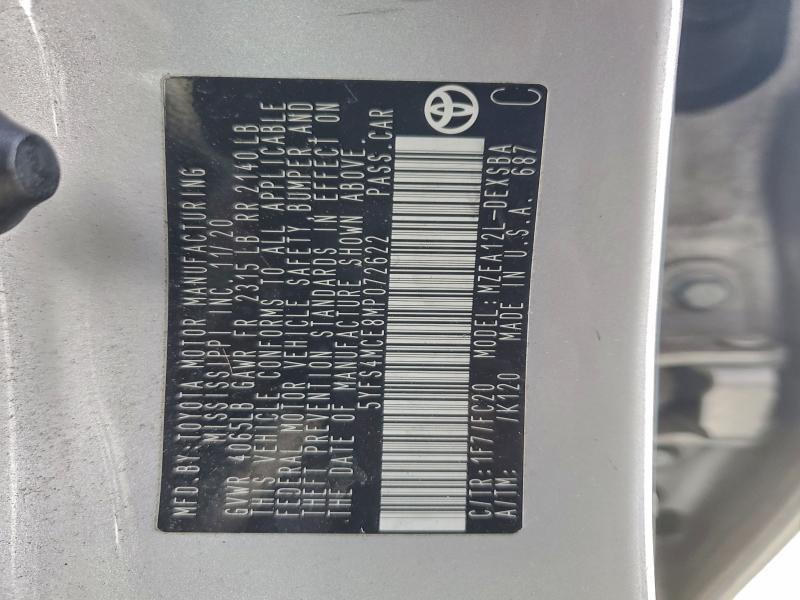 MFD.BY: TOYOTA MOTOR MANUFACTURING
MISSISSIPPI INC. 11/20
GVWR 4065LB GAWR FR 2315 LB RR 2140LB
THIS VEHICLE CONFORMS TO ALL APPLICABLE
FEDERAL MOTOR VEHICLE SAFETY, BUMPER, AND
THEFT PREVENTION STANDARDS IN EFFECT ON
THE DATE OF MANUFACTURE SHOWN ABOVE.
5YFS4MCE8MP072622 PASS.CAR
C/TR:1F7/FC20 MODEL:MZEA12L-DEXSBA
A/TM: /K120 MADE IN U.S.A. 687
C